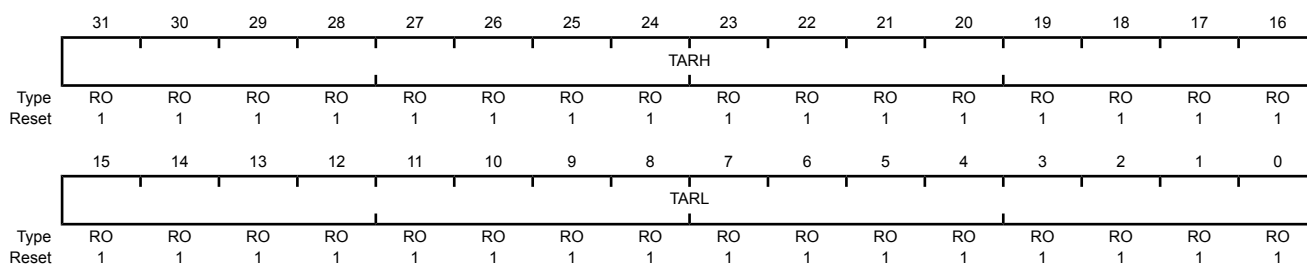 31 30 29 28 27 26 25 24 23 22 21 20 19 18 17 16
TARH
Type RO RO RO RO RO RO RO RO RO RO RO RO RO RO RO RO
Reset 1 1 1 1 1 1 1 1 1 1 1 1 1 1 1 1
15 14 13 12 11 10 9 8 7 6 5 4 3 2 1 0
TARL
Type RO RO RO RO RO RO RO RO RO RO RO RO RO RO RO RO
Reset 1 1 1 1 1 1 1 1 1 1 1 1 1 1 1 1